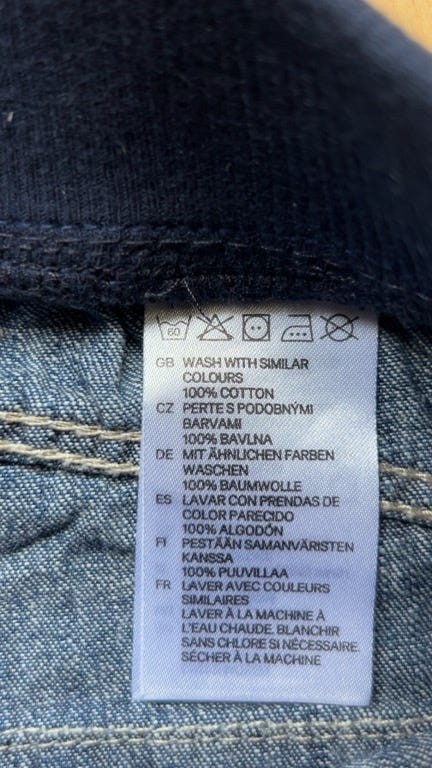 60
GB WASH WITH SIMILAR
COLOURS
100% COTTON
CZ PERTE S PODOBNÝMI
BARVAMI
100% BAVLNA
DE MIT ÄHNLICHEN FARBEN
WASCHEN
100% BAUMWOLLE
ES LAVAR CON PRENDAS DE
COLOR PARECIDO
100% ALGODÓN
FI PESTÄÄN SAMANVÄRISTEN
KANSSA
100% PUUVILLAA
FR LAVER AVEC COULEURS
SIMILAIRES
LAVER À LA MACHINE À
L'EAU CHAUDE. BLANCHIR
SANS CHLORE SI NÉCESSAIRE.
SÉCHER À LA MACHINE